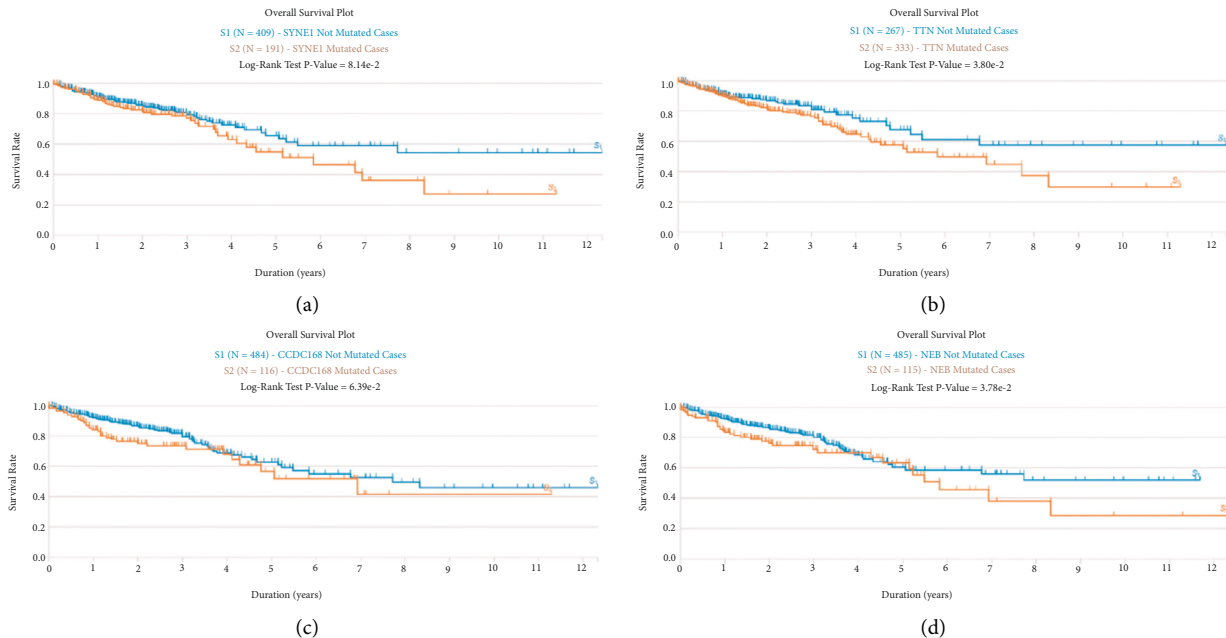 Overall Survival Plot
S1 (N = 409) - SYNE1 Not Mutated Cases
S2 (N = 191) - SYNE1 Mutated Cases
Log-Rank Test P-Value = 8.14e-2
Survival Rate
1.0
0.8
0.6
0.4
0.2
0.0
0 1 2 3 4 5 6 7 8 9 10 11 12
Duration (years)
(a)
Overall Survival Plot
S1 (N = 267) - TTN Not Mutated Cases
S2 (N = 333) - TTN Mutated Cases
Log-Rank Test P-Value = 3.80e-2
Survival Rate
1.0
0.8
0.6
0.4
0.2
0.0
0 1 2 3 4 5 6 7 8 9 10 11 12
Duration (years)
(b)
Overall Survival Plot
S1 (N = 484) - CCDC168 Not Mutated Cases
S2 (N = 116) - CCDC168 Mutated Cases
Log-Rank Test P-Value = 6.39e-2
Survival Rate
1.0
0.8
0.6
0.4
0.2
0.0
0 1 2 3 4 5 6 7 8 9 10 11 12
Duration (years)
(c)
Overall Survival Plot
S1 (N = 485) - NEB Not Mutated Cases
S2 (N = 115) - NEB Mutated Cases
Log-Rank Test P-Value = 3.78e-2
Survival Rate
1.0
0.8
0.6
0.4
0.2
0.0
0 1 2 3 4 5 6 7 8 9 10 11 12
Duration (years)
(d)